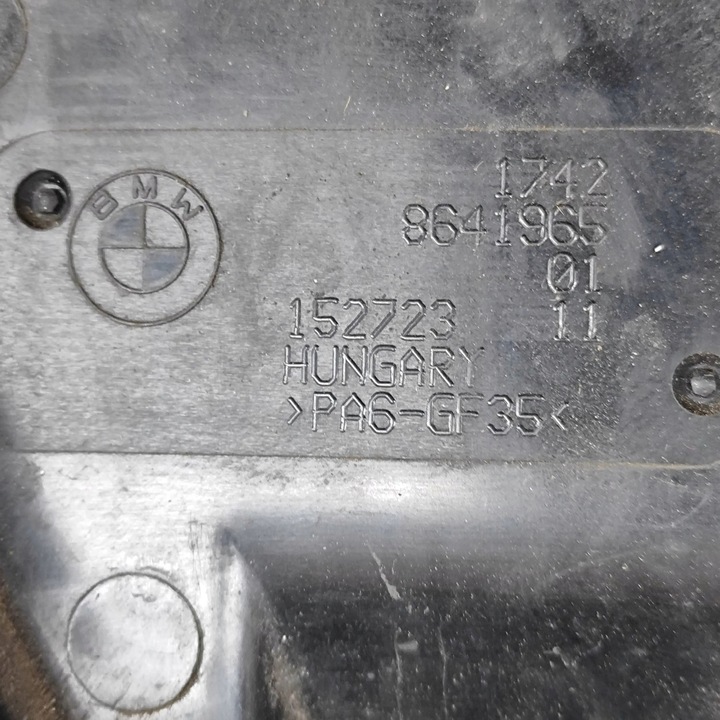 BMW
1742
8641965
01
152723 11
HUNGARY
>PA6-GF35<